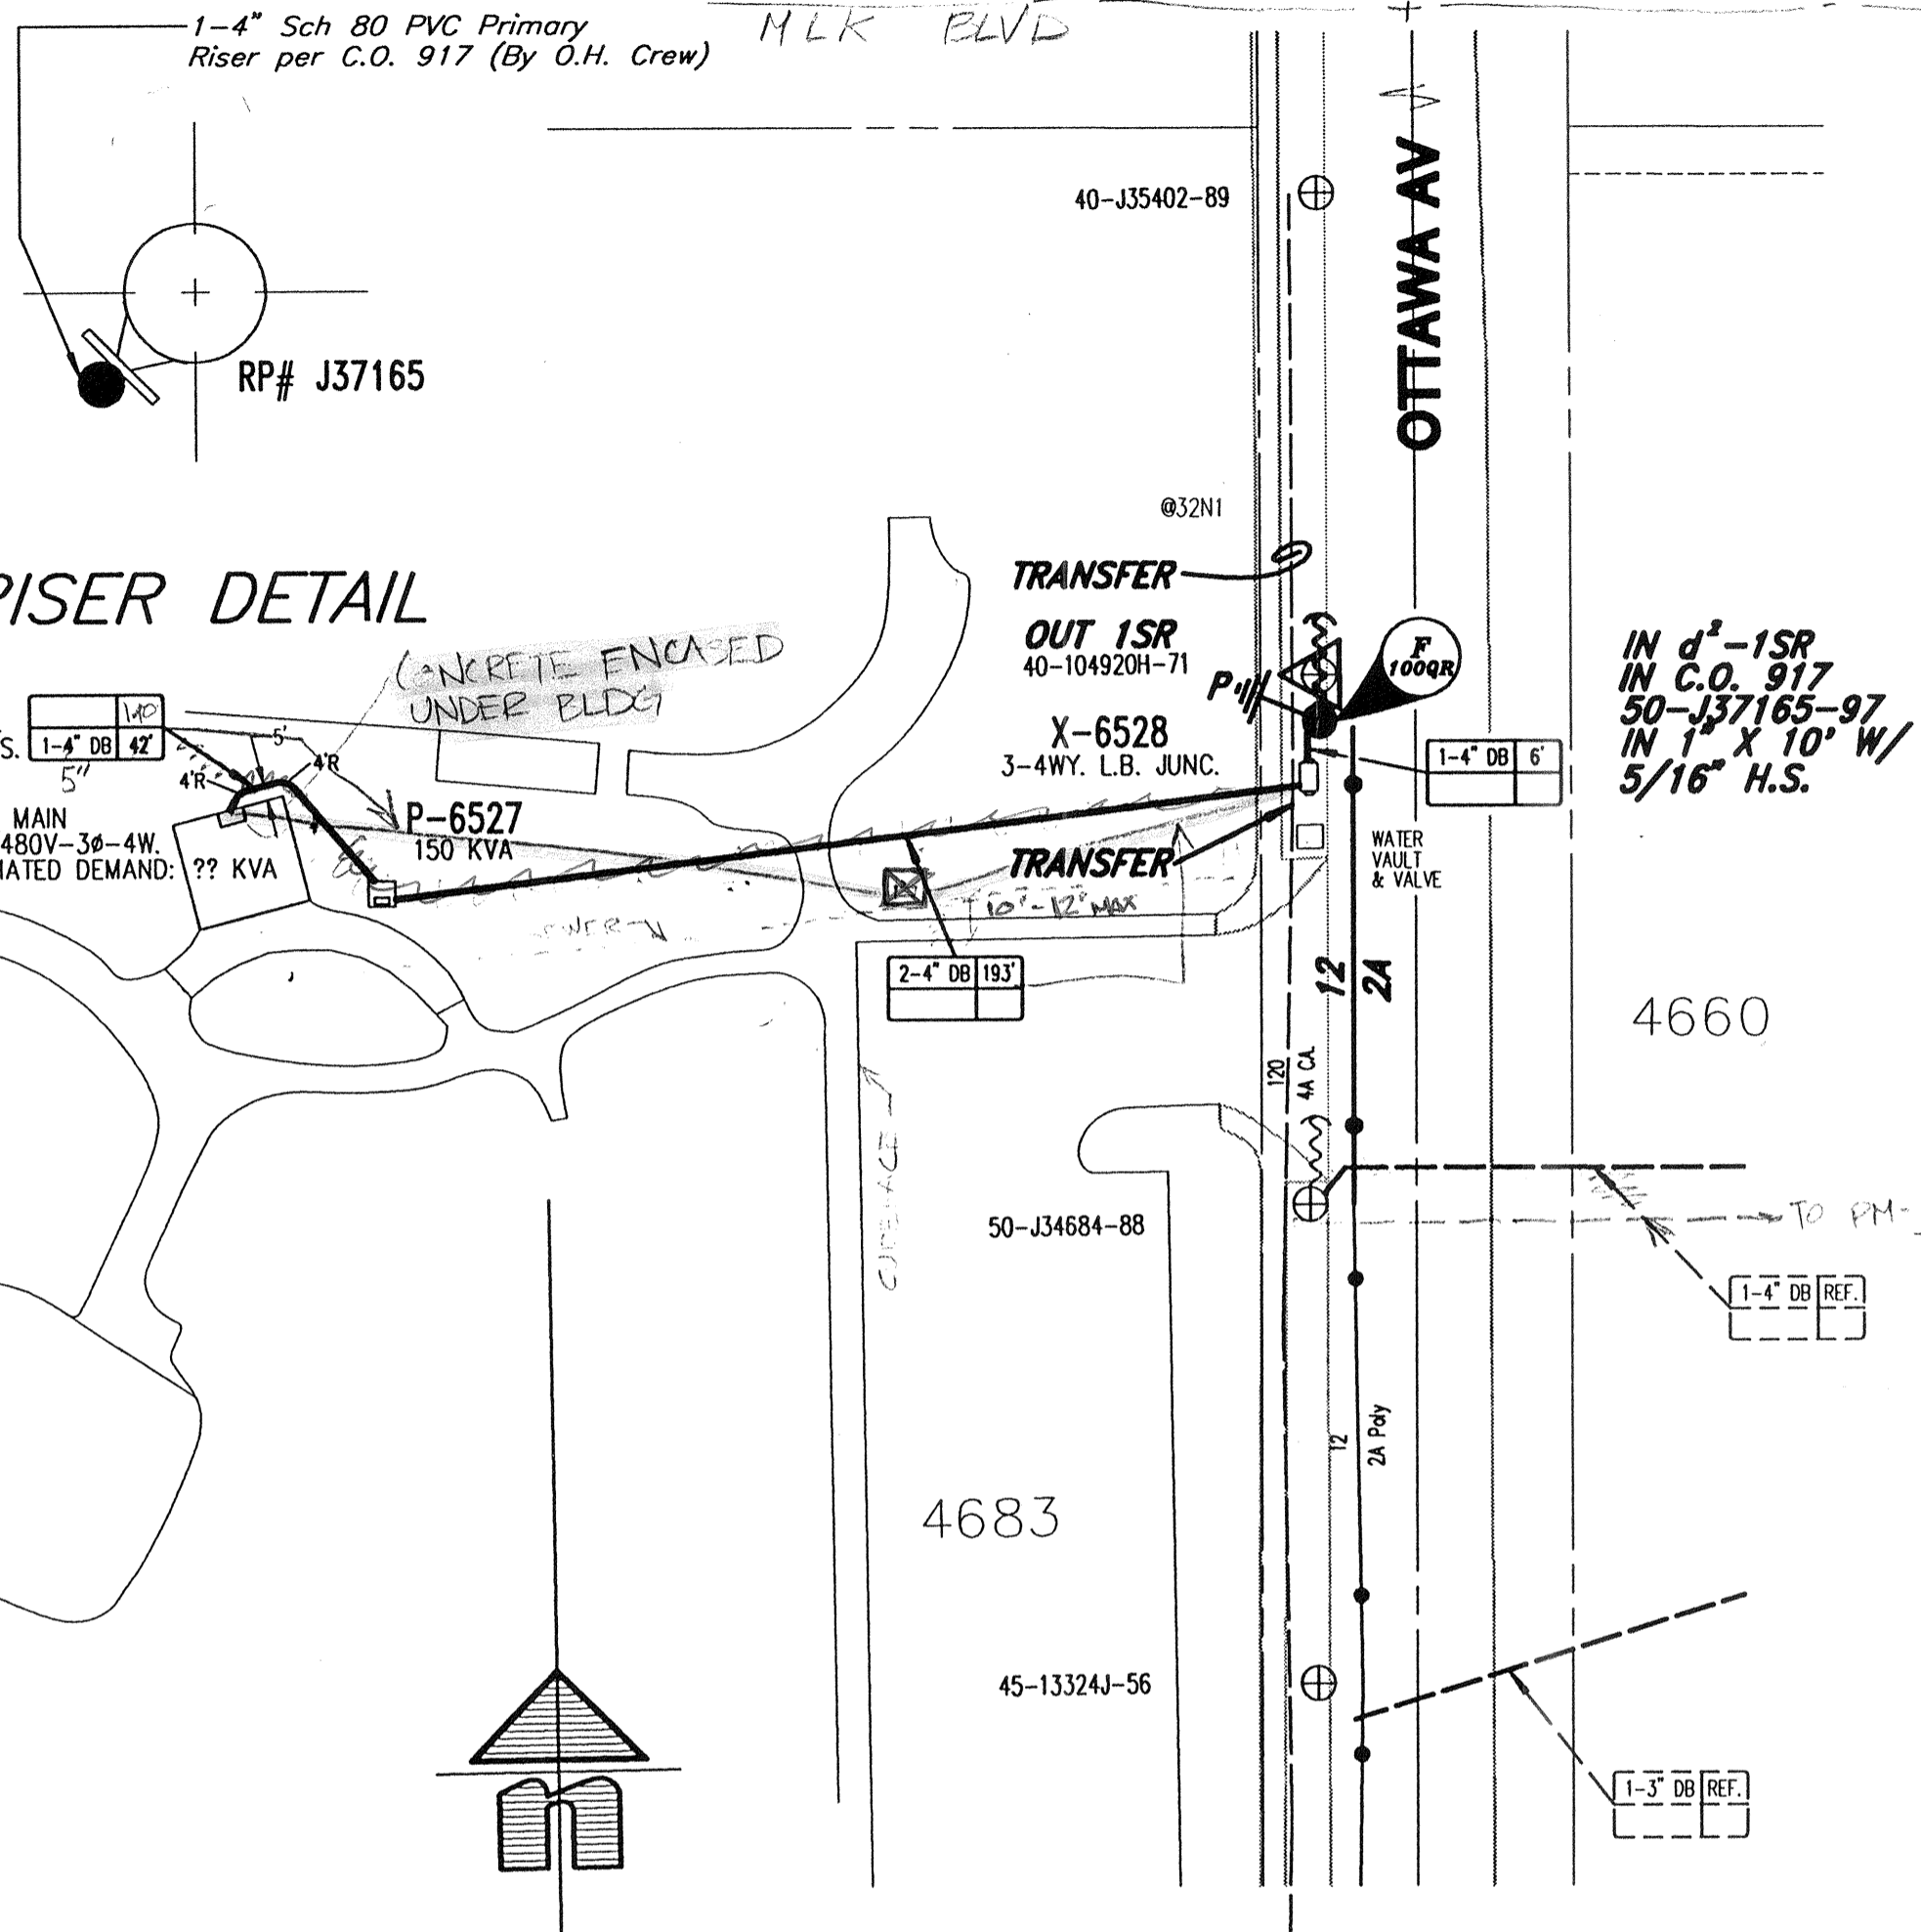 1-4" Sch 80 PVC Primary
Riser per C.O. 917 (By O.H. Crew)
MLK BLVD
OTTAWA AV
40-J35402-89
RP# J37165
@32N1
RISER DETAIL
TRANSFER
OUT 1SR
40-104920H-71
P
F
100QR
IN d²-1SR
IN C.O. 917
50-J37165-97
IN 1" X 10' W/
5/16" H.S.
CONCRETE ENCASED
UNDER BLDG
140
S.
1-4" DB 42'
5"
5'
4'R
4'R
4'
X-6528
3-4WY. L.B. JUNC.
1-4" DB 6'
P-6527
150 KVA
MAIN
480V-3ø-4W.
MATED DEMAND: ?? KVA
WATER
VAULT
& VALVE
TRANSFER
10'-12' MAX
2-4" DB 193'
12
2A
4660
120
4A CA.
50-J34684-88
TO PM-
1-4" DB REF.
12
2A Poly
4683
45-13324J-56
1-3" DB REF.